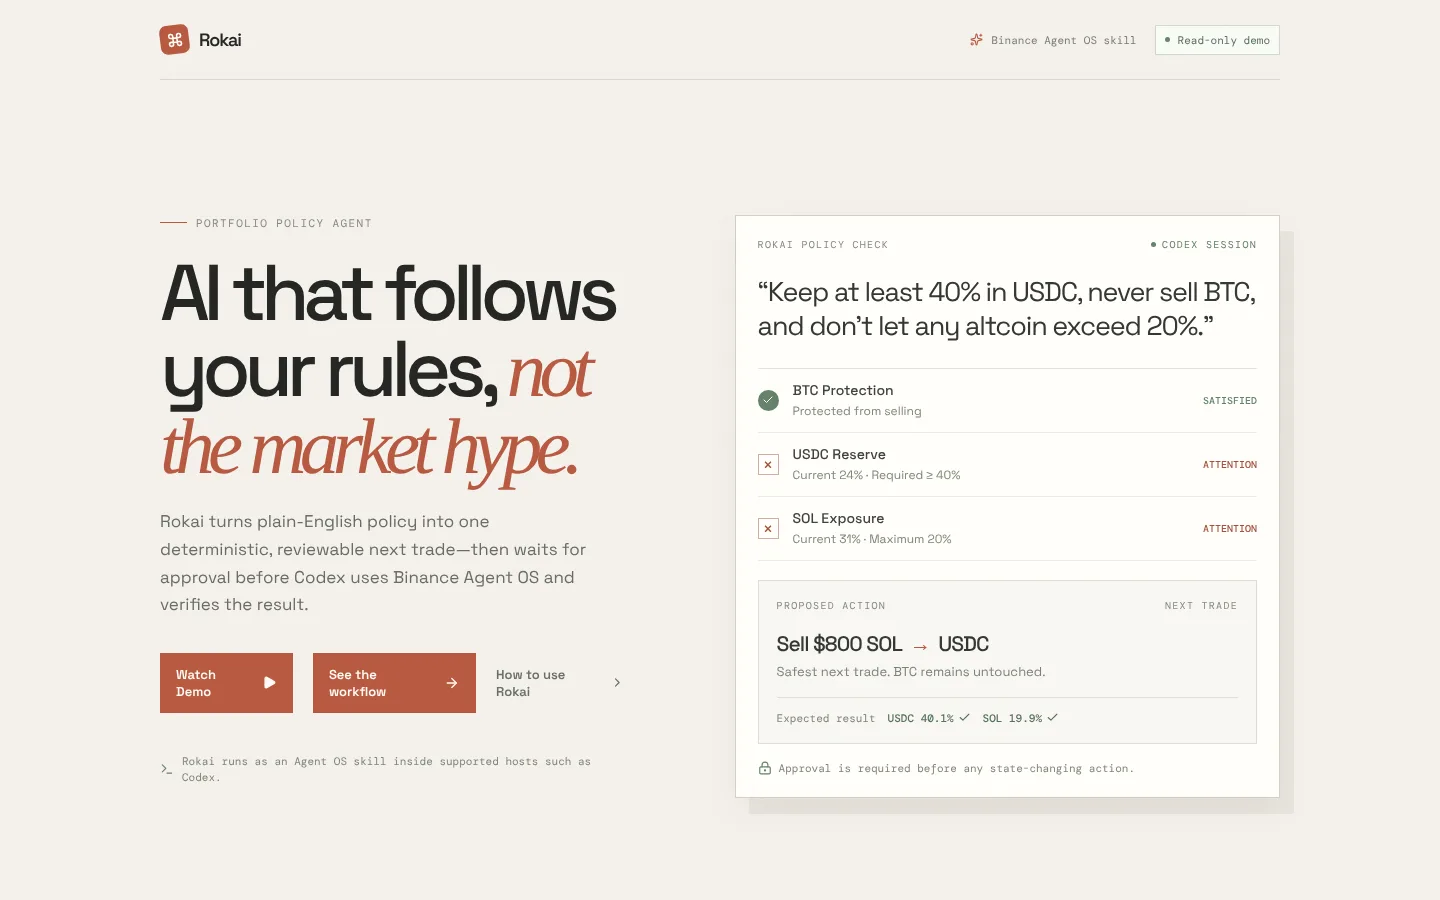 Rokai
Binance Agent OS skill
Read-only demo
PORTFOLIO POLICY AGENT
AI that follows
your rules, not
the market hype.
Rokai turns plain-English policy into one
deterministic, reviewable next trade—then waits for
approval before Codex uses Binance Agent OS and
verifies the result.
Watch
Demo
See the
workflow
How to use
Rokai
Rokai runs as an Agent OS skill inside supported hosts such as
Codex.
ROKAI POLICY CHECK
CODEX SESSION
“Keep at least 40% in USDC, never sell BTC,
and don’t let any altcoin exceed 20%.”
BTC Protection
Protected from selling
SATISFIED
USDC Reserve
Current 24% · Required ≥ 40%
ATTENTION
SOL Exposure
Current 31% · Maximum 20%
ATTENTION
PROPOSED ACTION
NEXT TRADE
Sell $800 SOL → USDC
Safest next trade. BTC remains untouched.
Expected result USDC 40.1% ✓ SOL 19.9% ✓
Approval is required before any state-changing action.